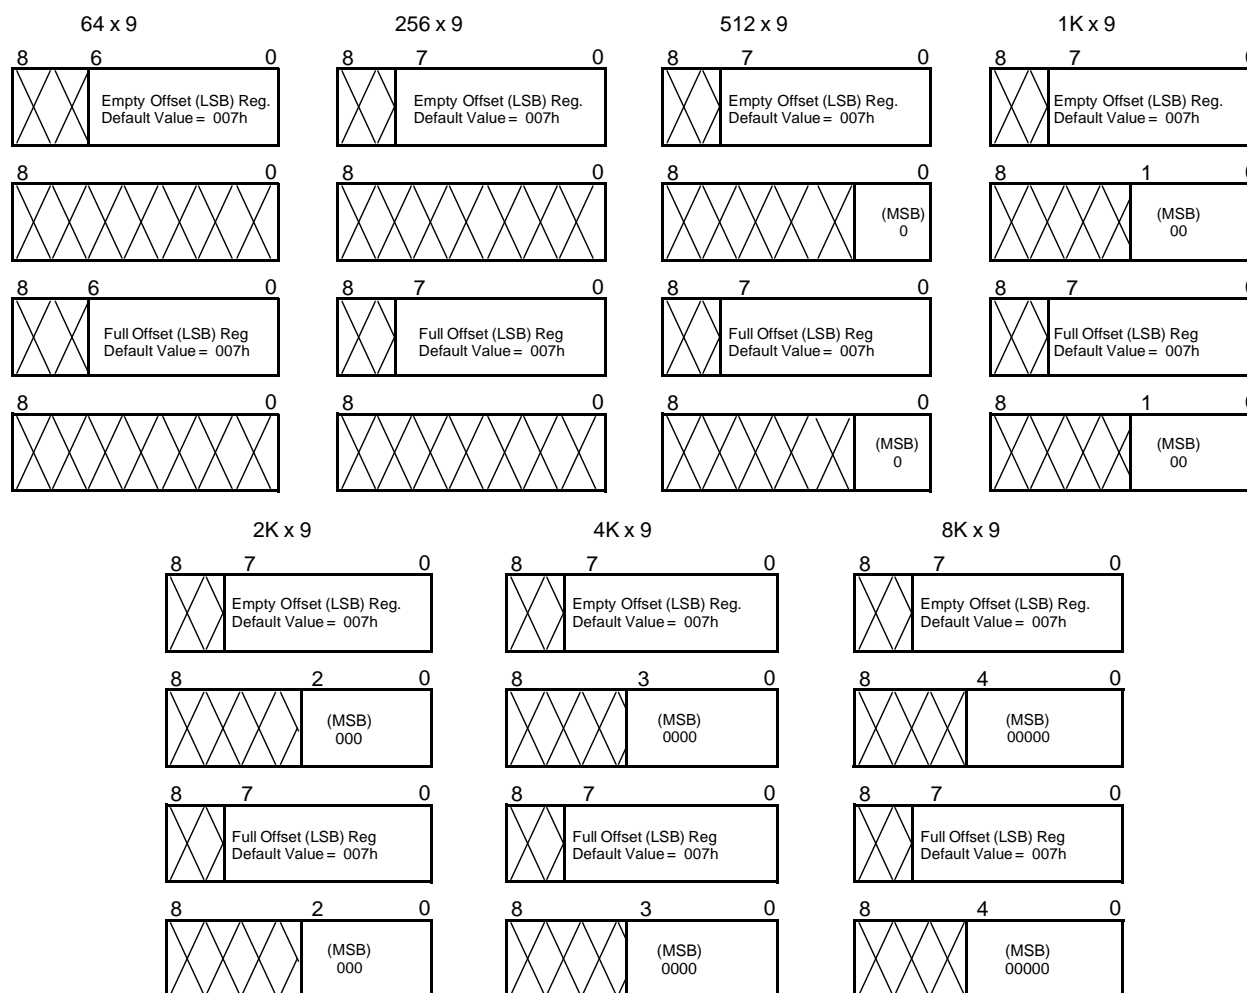 64 x 9 256 x 9 512 x 9 1K x 9
8 6 0 8 7 0 8 7 0 8 7 0
Empty Offset (LSB) Reg. Empty Offset (LSB) Reg. Empty Offset (LSB) Reg. Empty Offset (LSB) Reg.
Default Value = 007h Default Value = 007h Default Value = 007h Default Value = 007h
8 0 8 0 8 0 8 1 0
(MSB) (MSB)
0 00
8 6 0 8 7 0 8 7 0 8 7 0
Full Offset (LSB) Reg Full Offset (LSB) Reg Full Offset (LSB) Reg Full Offset (LSB) Reg
Default Value = 007h Default Value = 007h Default Value = 007h Default Value = 007h
8 0 8 0 8 0 8 1 0
(MSB) (MSB)
0 00
2K x 9 4K x 9 8K x 9
8 7 0 8 7 0 8 7 0
Empty Offset (LSB) Reg. Empty Offset (LSB) Reg. Empty Offset (LSB) Reg.
Default Value = 007h Default Value = 007h Default Value = 007h
8 2 0 8 3 0 8 4 0
(MSB) (MSB) (MSB)
000 0000 00000
8 7 0 8 7 0 8 7 0
Full Offset (LSB) Reg Full Offset (LSB) Reg Full Offset (LSB) Reg
Default Value = 007h Default Value = 007h Default Value = 007h
8 2 0 8 3 0 8 4 0
(MSB) (MSB) (MSB)
000 0000 00000